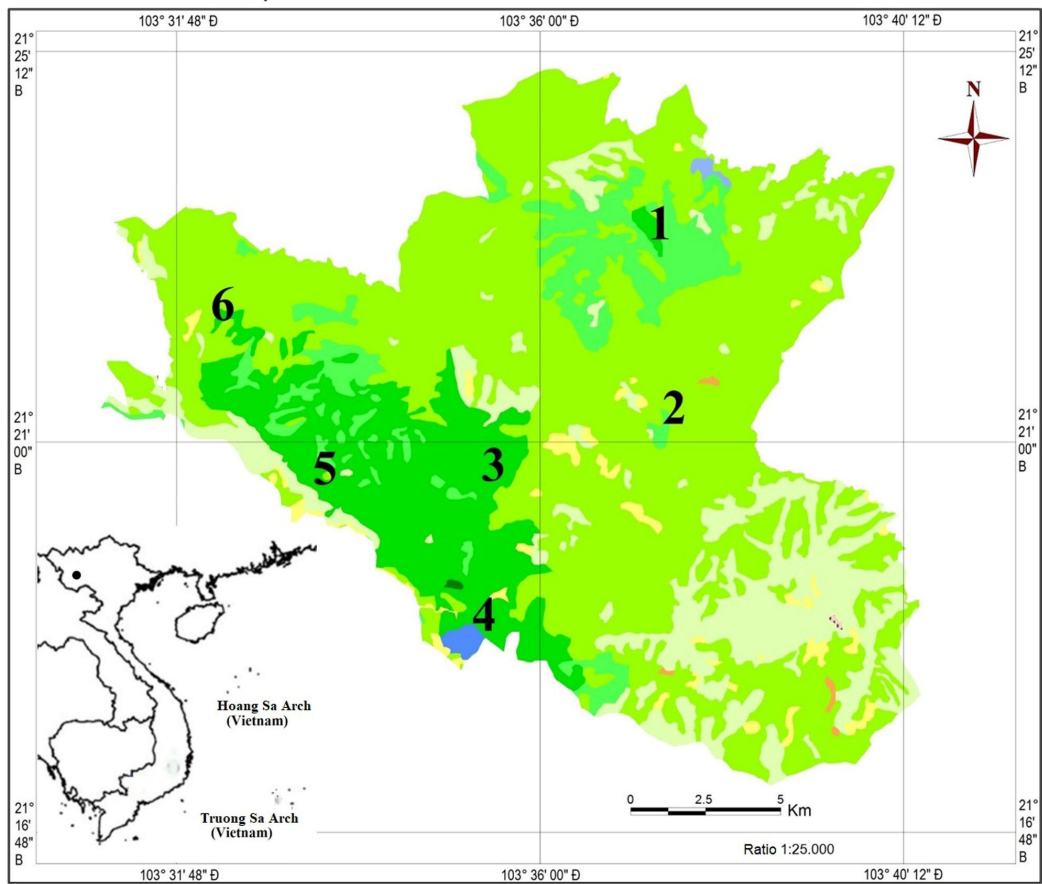 103° 31' 48" Đ
103° 36' 00" Đ
103° 40' 12" Đ
21°
25'
12"
B
21°
25'
12"
B
N
1
6
2
21°
21'
00"
B
21°
21'
00"
B
3
5
4
Hoang Sa Arch
(Vietnam)
Truong Sa Arch
(Vietnam)
0 2.5 5
Km
Ratio 1:25.000
21°
16'
48"
B
21°
16'
48"
B
103° 31' 48" Đ
103° 36' 00" Đ
103° 40' 12" Đ